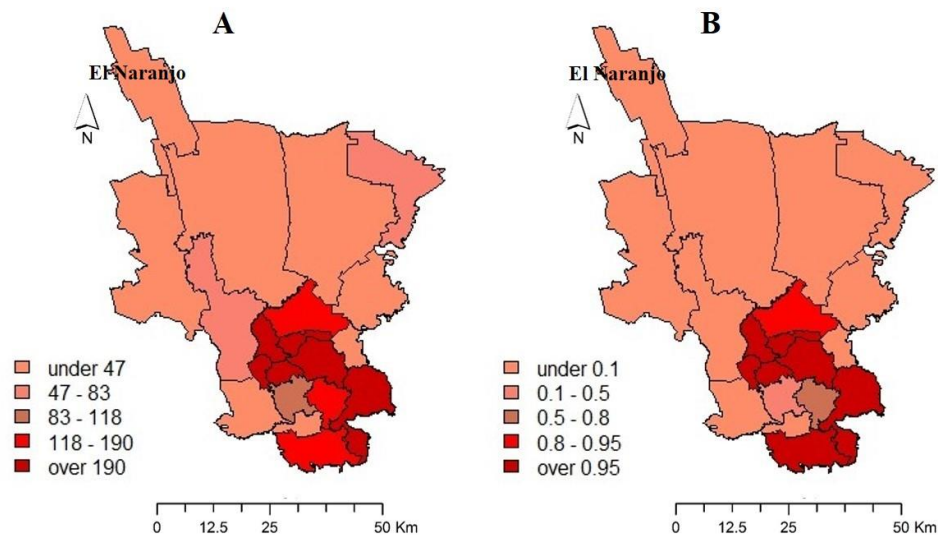 A
El Naranjo
N
under 47
47 - 83
83 - 118
118 - 190
over 190
0 12.5 25 50 Km
B
El Naranjo
N
under 0.1
0.1 - 0.5
0.5 - 0.8
0.8 - 0.95
over 0.95
0 12.5 25 50 Km